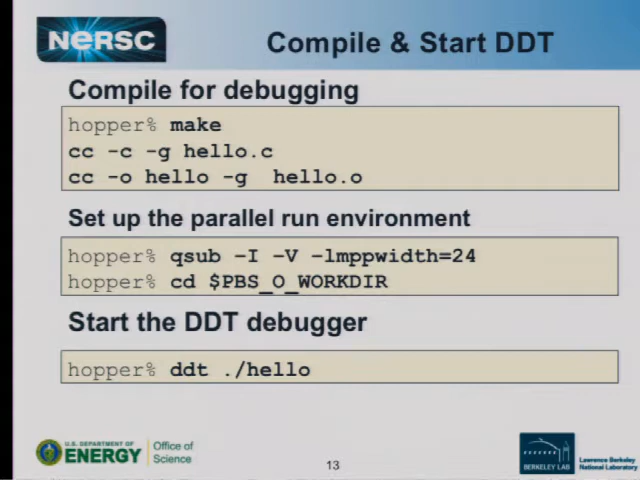 NERSC
Compile & Start DDT
Compile for debugging
hopper% make
cc -c -g hello.c
cc -o hello -g hello.o
Set up the parallel run environment
hopper% qsub -I -V -lmppwidth=24
hopper% cd $PBS_O_WORKDIR
Start the DDT debugger
hopper% ddt ./hello
U.S. DEPARTMENT OF
ENERGY
Office of
Science
13
BERKELEY LAB
Lawrence Berkeley
National Laboratory